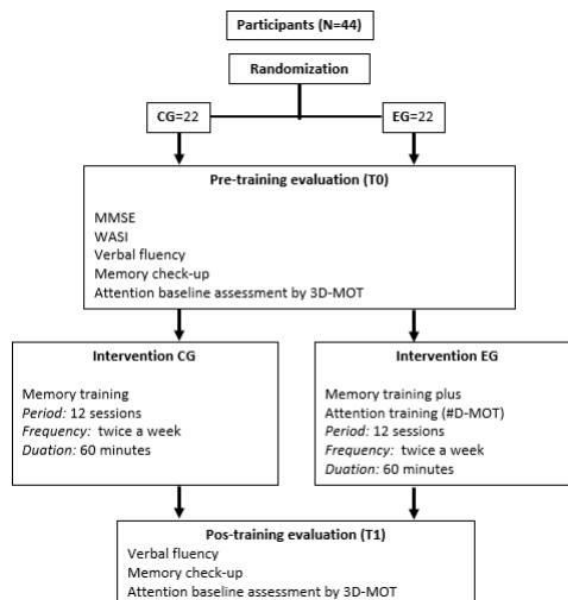 Participants (N=44)
Randomization
CG=22
EG=22
Pre-training evaluation (T0)
MMSE
WASI
Verbal fluency
Memory check-up
Attention baseline assessment by 3D-MOT
Intervention CG
Memory training
Period: 12 sessions
Frequency: twice a week
Duation: 60 minutes
Intervention EG
Memory training plus
Attention training (#D-MOT)
Period: 12 sessions
Frequency: twice a week
Duation: 60 minutes
Pos-training evaluation (T1)
Verbal fluency
Memory check-up
Attention baseline assessment by 3D-MOT